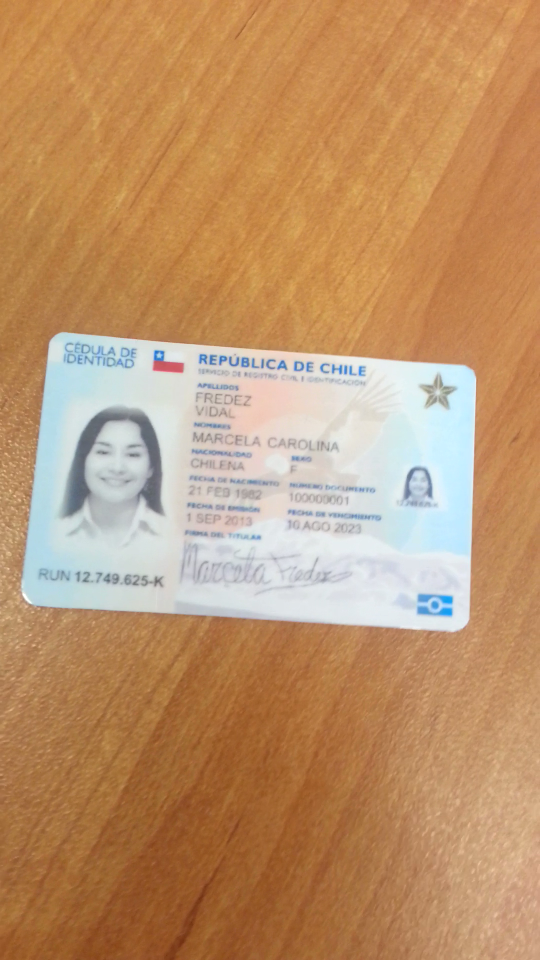 CÉDULA DE
IDENTIDAD
REPÚBLICA DE CHILE
SERVICIO DE REGISTRO CIVIL E IDENTIFICACIÓN
APELLIDOS
FREDEZ
VIDAL
NOMBRES
MARCELA CAROLINA
NACIONALIDAD SEXO
CHILENA F
FECHA DE NACIMIENTO NÚMERO DOCUMENTO
21 FEB 1982 100000001
FECHA DE EMISIÓN FECHA DE VENCIMIENTO
1 SEP 2013 10 AGO 2023
FIRMA DEL TITULAR
Marcela Fredez
RUN 12.749.625-K